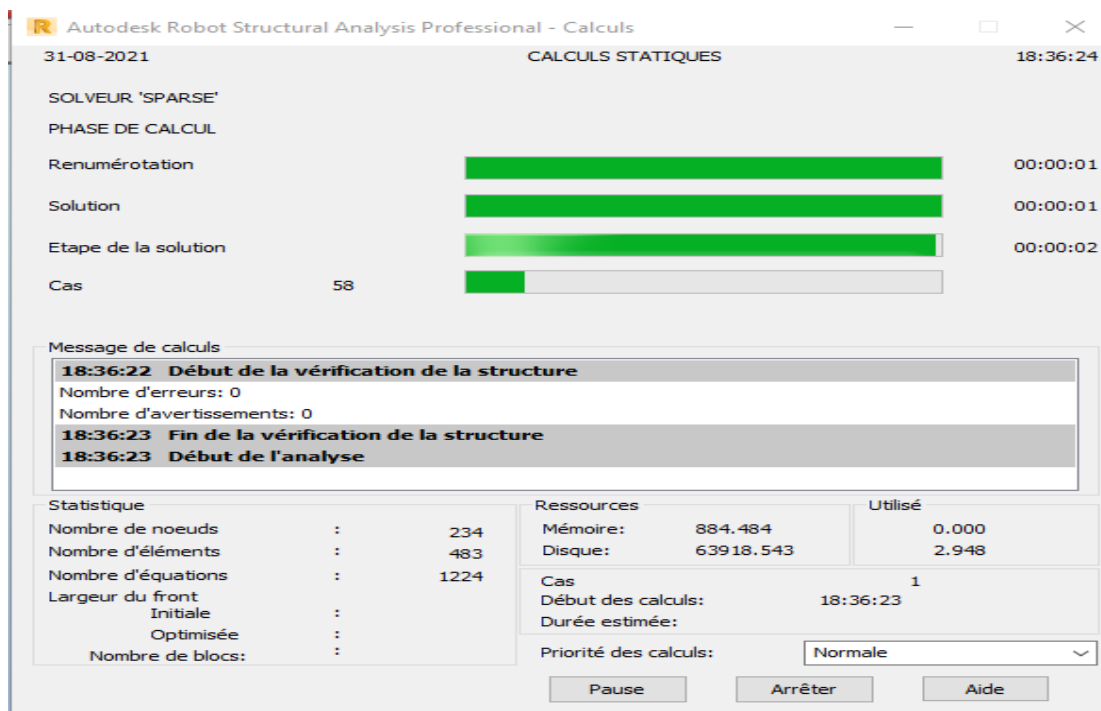 R Autodesk Robot Structural Analysis Professional - Calculs
31-08-2021 CALCULS STATIQUES 18:36:24
SOLVEUR 'SPARSE'
PHASE DE CALCUL
Renumérotation 00:00:01
Solution 00:00:01
Etape de la solution 00:00:02
Cas 58
Message de calculs
18:36:22 Début de la vérification de la structure
Nombre d'erreurs: 0
Nombre d'avertissements: 0
18:36:23 Fin de la vérification de la structure
18:36:23 Début de l'analyse
Statistique
Nombre de noeuds : 234
Nombre d'éléments : 483
Nombre d'équations : 1224
Largeur du front
Initiale :
Optimisée :
Nombre de blocs: :
Ressources Utilisé
Mémoire: 884.484 0.000
Disque: 63918.543 2.948
Cas 1
Début des calculs: 18:36:23
Durée estimée:
Priorité des calculs: Normale
Pause Arrêter Aide